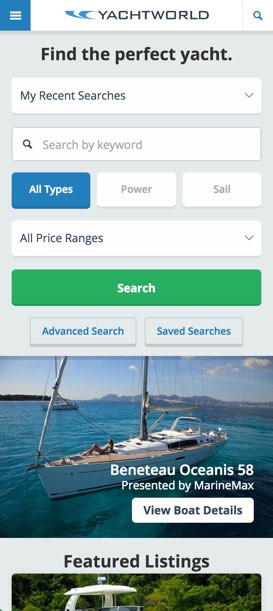 YACHTWORLD
Find the perfect yacht.
My Recent Searches
Search by keyword
All Types
Power
Sail
All Price Ranges
Search
Advanced Search
Saved Searches
Beneteau Oceanis 58
Presented by MarineMax
View Boat Details
Featured Listings